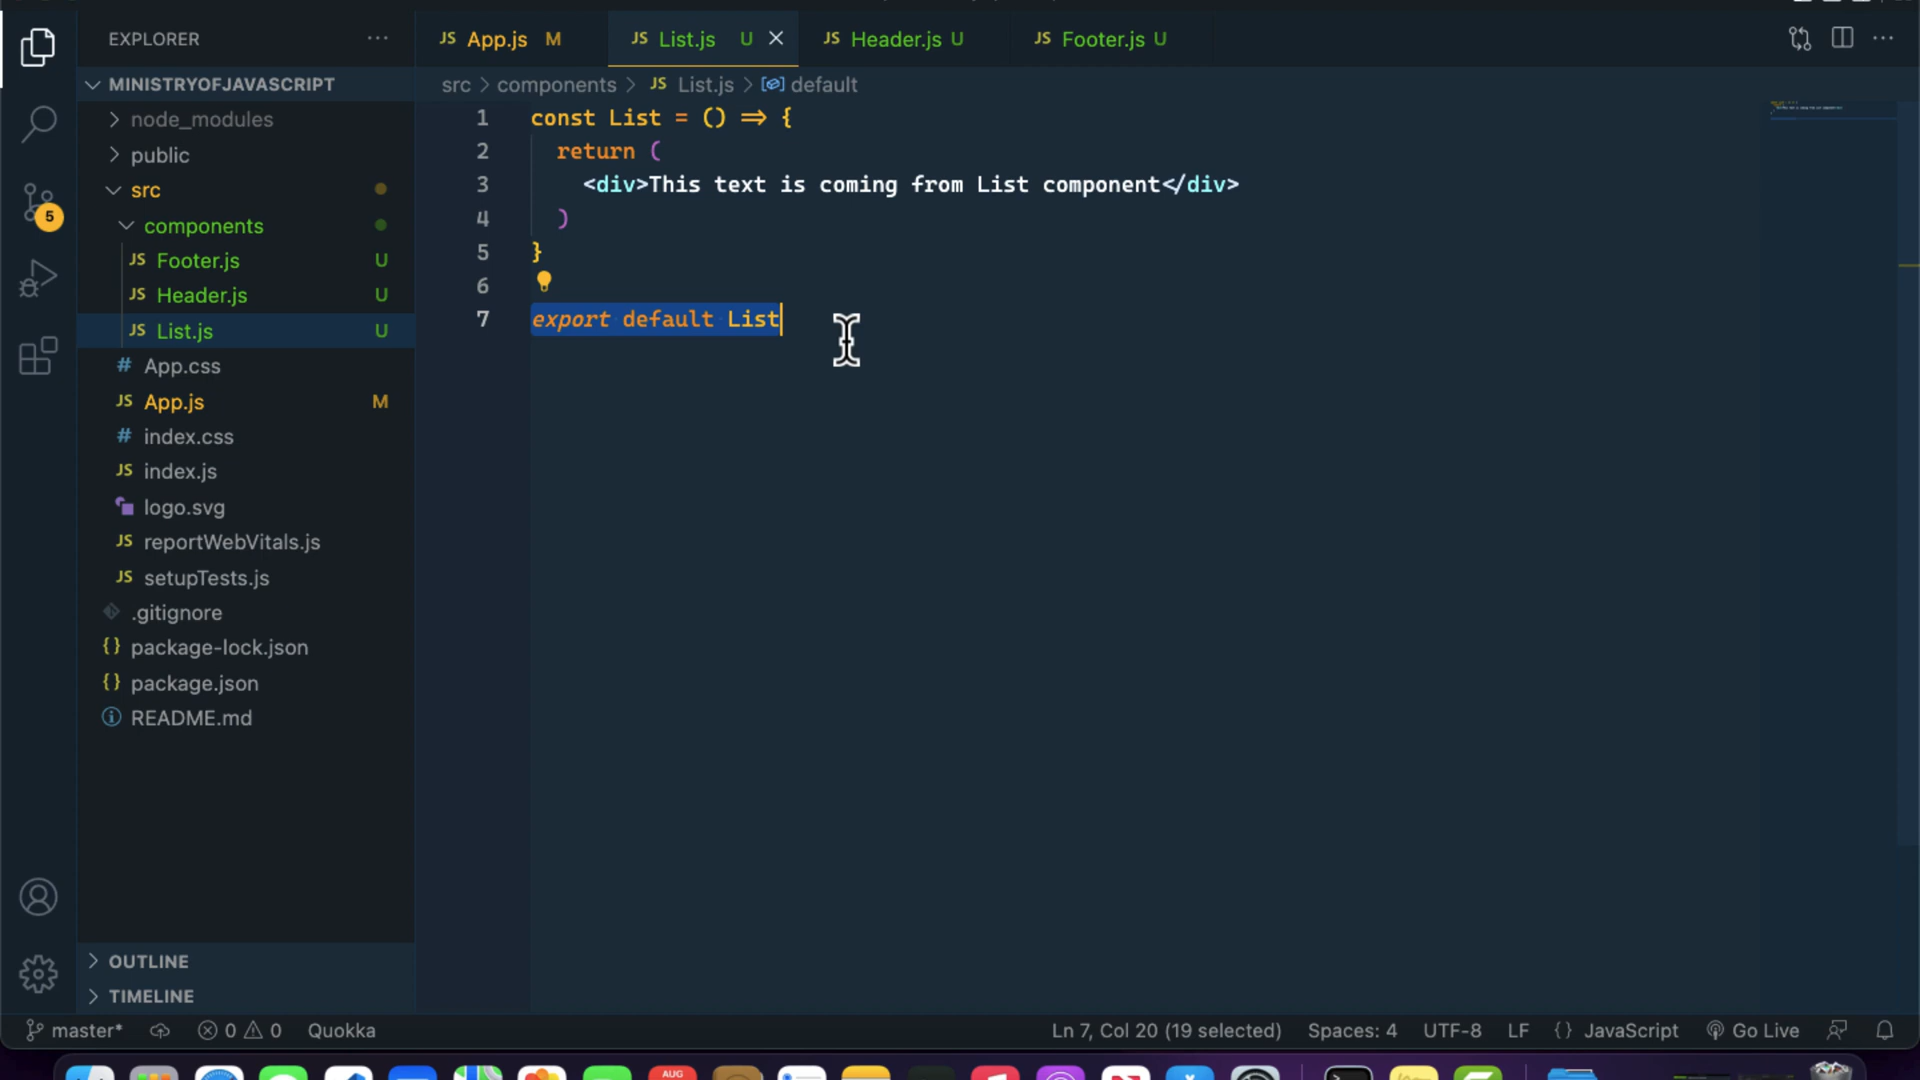 EXPLORER ···
MINISTRYOFJAVASCRIPT
node_modules
public
src
components
JS Footer.js U
JS Header.js U
JS List.js U
# App.css
JS App.js M
# index.css
JS index.js
logo.svg
JS reportWebVitals.js
JS setupTests.js
.gitignore
{} package-lock.json
{} package.json
README.md
OUTLINE
TIMELINE
5
JS App.js M
JS List.js U
JS Header.js U
JS Footer.js U
src > components > JS List.js > default
1 const List = () => {
2 return (
3 <div>This text is coming from List component</div>
4 )
5 }
6
7 export default List
master* 0 0 Quokka
Ln 7, Col 20 (19 selected) Spaces: 4 UTF-8 LF {} JavaScript Go Live
AUG